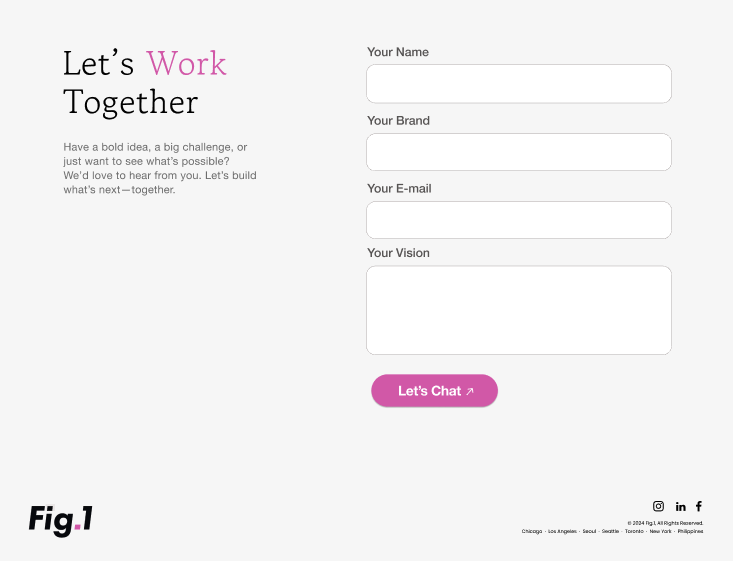 Let’s Work
Together
Have a bold idea, a big challenge, or
just want to see what’s possible?
We’d love to hear from you. Let’s build
what’s next—together.
Your Name
Your Brand
Your E-mail
Your Vision
Let’s Chat ↗
Fig.1
in f
© 2024 Fig.1, All Rights Reserved.
Chicago · Los Angeles · Seoul · Seattle · Toronto · New York · Philippines